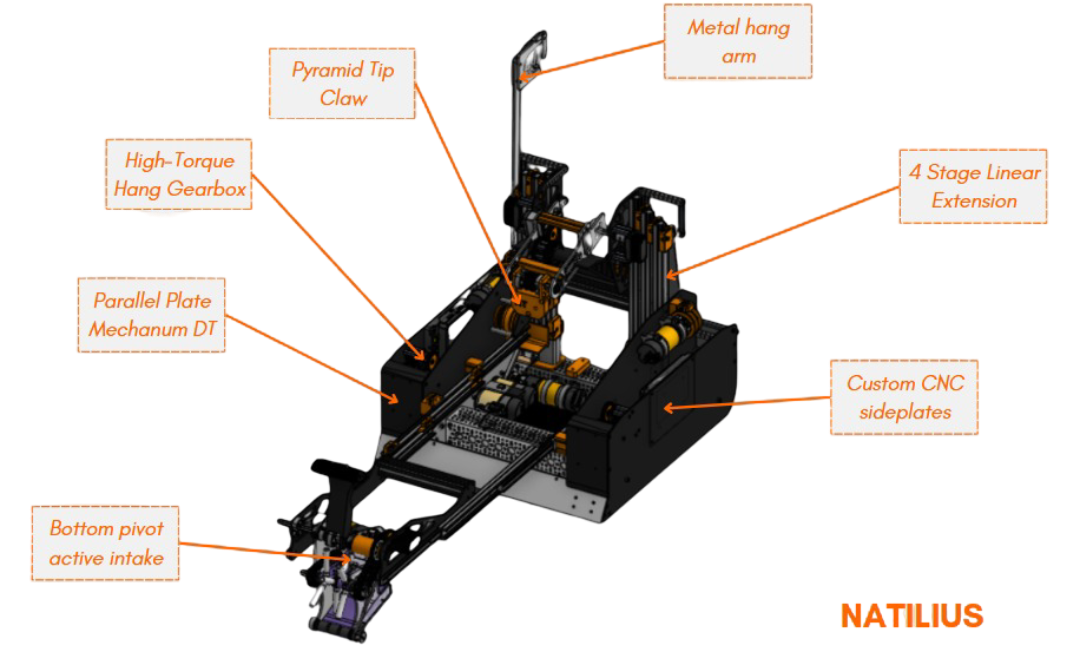 Metal hang
arm
Pyramid Tip
Claw
High-Torque
Hang Gearbox
4 Stage Linear
Extension
Parallel Plate
Mechanum DT
Custom CNC
sideplates
Bottom pivot
active intake
NATILIUS